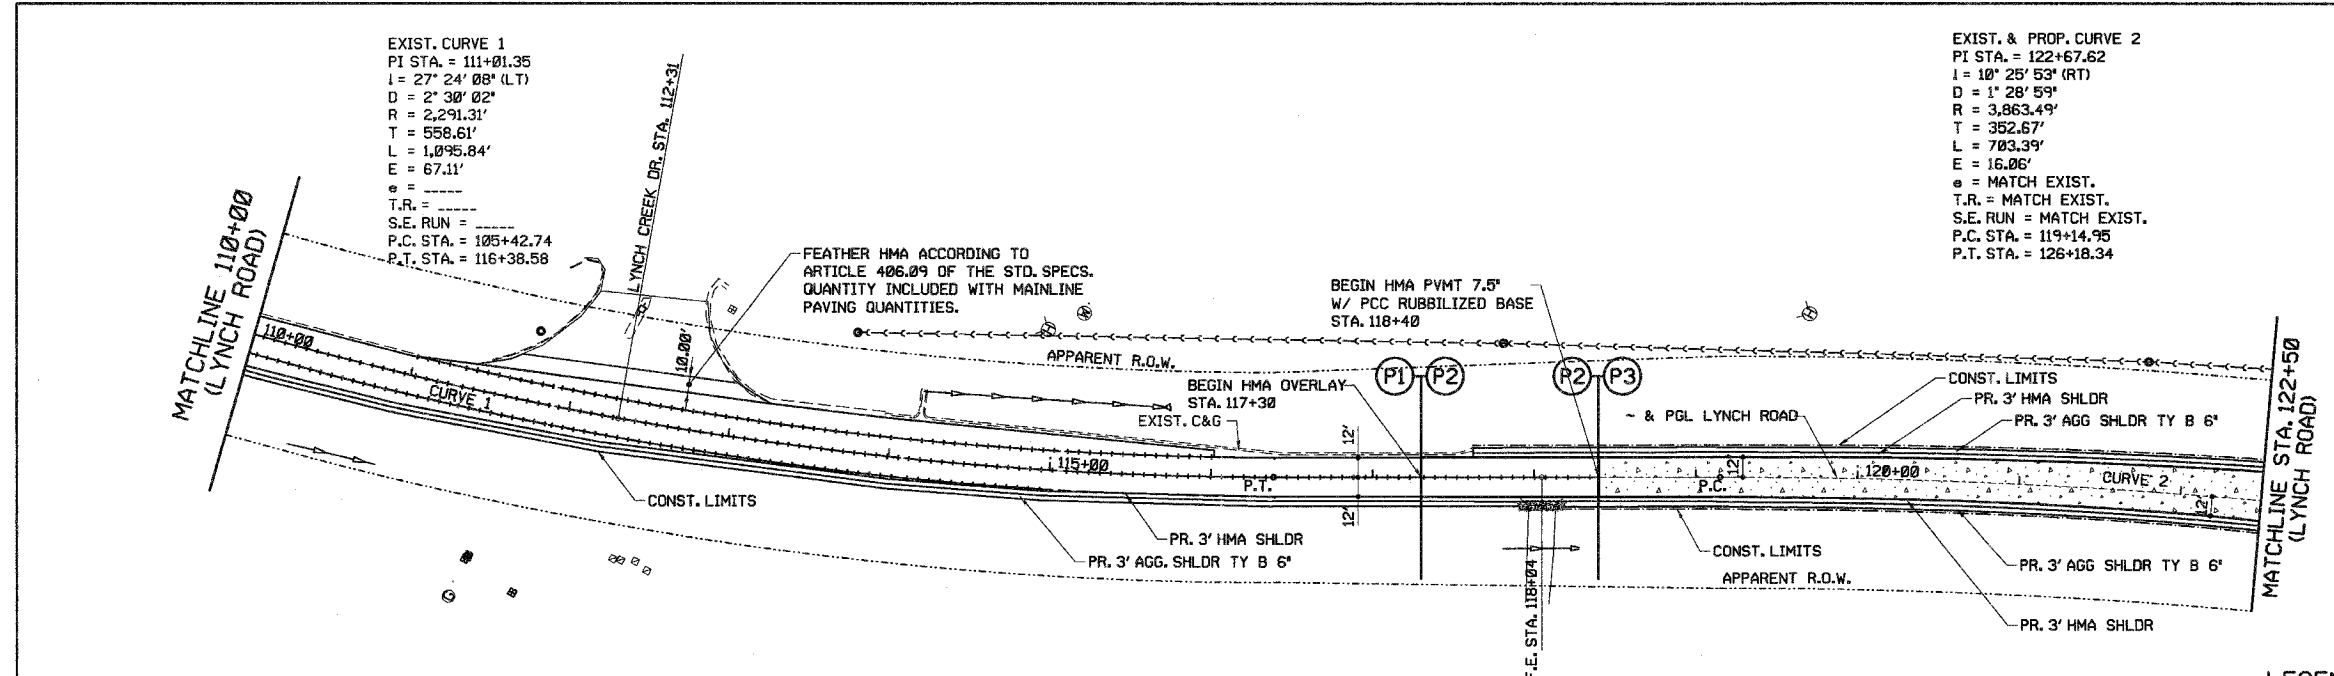 EXIST. CURVE 1
PI STA. = 111+01.35
I = 27° 24' 08" (LT)
D = 2° 30' 02"
R = 2,291.31'
T = 558.61'
L = 1,095.84'
E = 67.11'
e = _____
T.R. = _____
S.E. RUN = _____
P.C. STA. = 105+42.74
P.T. STA. = 116+38.58
LYNCH CREEK DR. STA. 112+31
EXIST. & PROP. CURVE 2
PI STA. = 122+67.62
I = 10° 25' 53" (RT)
D = 1° 28' 59"
R = 3,863.49'
T = 352.67'
L = 703.39'
E = 16.06'
e = MATCH EXIST.
T.R. = MATCH EXIST.
S.E. RUN = MATCH EXIST.
P.C. STA. = 119+14.95
P.T. STA. = 126+18.34
MATCHLINE 110+00
(LYNCH ROAD)
FEATHER HMA ACCORDING TO
ARTICLE 406.09 OF THE STD. SPECS.
QUANTITY INCLUDED WITH MAINLINE
PAVING QUANTITIES.
BEGIN HMA PVMT 7.5"
W/ PCC RUBBILIZED BASE
STA. 118+40
H
W
H
110+00
10.00'
APPARENT R.O.W.
P1
P2
P2
P3
BEGIN HMA OVERLAY
STA. 117+30
EXIST. C&G
CONST. LIMITS
PR. 3' HMA SHLDR
PR. 3' AGG SHLDR TY B 6"
~ & PGL LYNCH ROAD
CURVE 1
115+00
12'
12'
P.T.
12'
P.C.
120+00
CURVE 2
12'
MATCHLINE STA. 122+50
(LYNCH ROAD)
CONST. LIMITS
PR. 3' HMA SHLDR
PR. 3' AGG. SHLDR TY B 6"
F.E. STA. 118+04
CONST. LIMITS
APPARENT R.O.W.
PR. 3' AGG SHLDR TY B 6"
PR. 3' HMA SHLDR
G